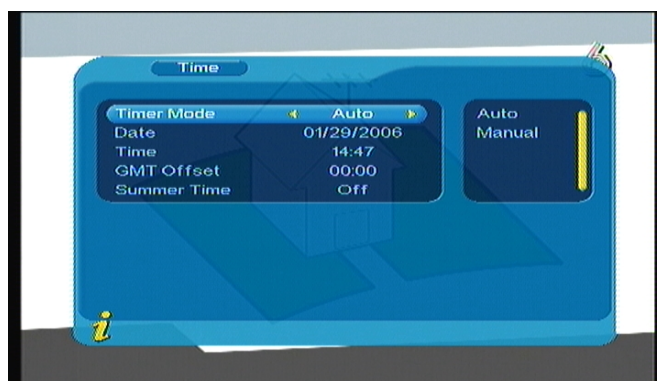 Time
Timer Mode Auto
Date 01/29/2006
Time 14:47
GMT Offset 00:00
Summer Time Off
Auto
Manual